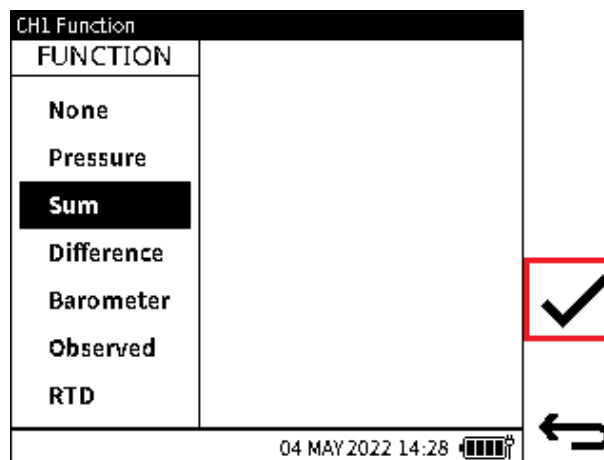 CH1 Function
FUNCTION
None
Pressure
Sum
Difference
Barometer
Observed
RTD
04 MAY 2022 14:28